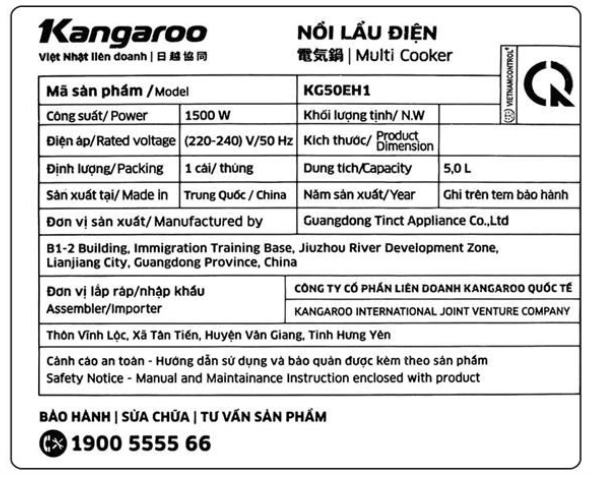 Kangaroo
Việt Nhật liên doanh | 日越協同
NỒI LẨU ĐIỆN
電気鍋 | Multi Cooker
VIETNAMCONTROL
Mã sản phẩm / Model KG50EH1
Công suất/ Power 1500 W Khối lượng tịnh/ N.W
Điện áp/Rated voltage (220-240) V/50 Hz Kích thước/ Product Dimension
Định lượng/Packing 1 cái/ thùng Dung tích/Capacity 5,0 L
Sản xuất tại/ Made in Trung Quốc / China Năm sản xuất/Year Ghi trên tem bảo hành
Đơn vị sản xuất/ Manufactured by Guangdong Tinct Appliance Co.,Ltd
B1-2 Building, Immigration Training Base, Jiuzhou River Development Zone,
Lianjiang City, Guangdong Province, China
Đơn vị lắp ráp/nhập khẩu
Assembler/Importer
CÔNG TY CỔ PHẦN LIÊN DOANH KANGAROO QUỐC TẾ
KANGAROO INTERNATIONAL JOINT VENTURE COMPANY
Thôn Vĩnh Lộc, Xã Tân Tiến, Huyện Văn Giang, Tỉnh Hưng Yên
Cảnh cáo an toàn - Hướng dẫn sử dụng và bảo quản được kèm theo sản phẩm
Safety Notice - Manual and Maintainance Instruction enclosed with product
BẢO HÀNH | SỬA CHỮA | TƯ VẤN SẢN PHẨM
1900 5555 66